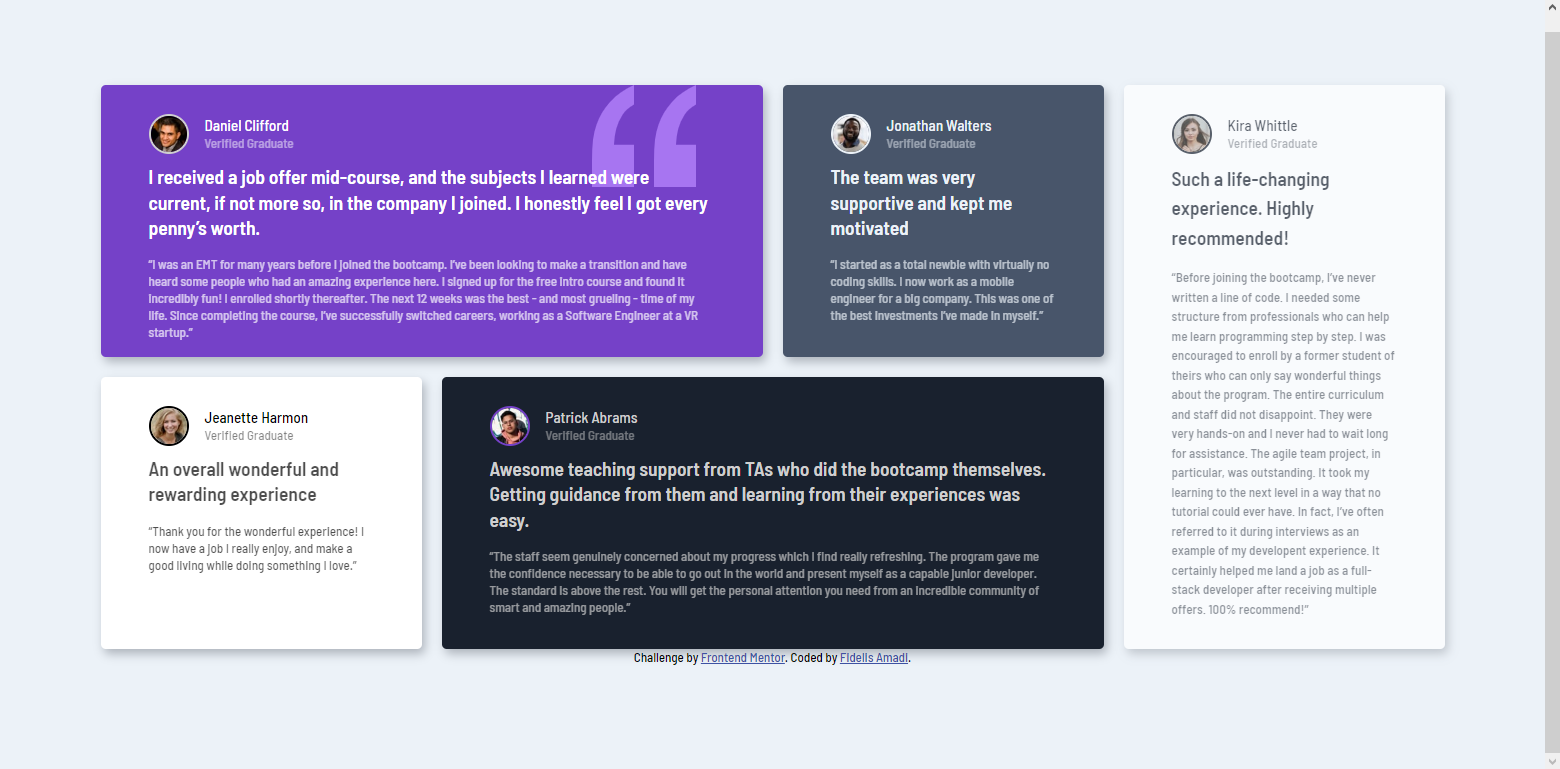 Daniel Clifford
Verified Graduate
I received a job offer mid-course, and the subjects I learned were
current, if not more so, in the company I joined. I honestly feel I got every
penny’s worth.
“I was an EMT for many years before I joined the bootcamp. I’ve been looking to make a transition and have
heard some people who had an amazing experience here. I signed up for the free intro course and found it
incredibly fun! I enrolled shortly thereafter. The next 12 weeks was the best - and most grueling - time of my
life. Since completing the course, I’ve successfully switched careers, working as a Software Engineer at a VR
startup.”
Jonathan Walters
Verified Graduate
The team was very
supportive and kept me
motivated
“I started as a total newbie with virtually no
coding skills. I now work as a mobile
engineer for a big company. This was one of
the best investments I’ve made in myself.”
Kira Whittle
Verified Graduate
Such a life-changing
experience. Highly
recommended!
“Before joining the bootcamp, I’ve never
written a line of code. I needed some
structure from professionals who can help
me learn programming step by step. I was
encouraged to enroll by a former student of
theirs who can only say wonderful things
about the program. The entire curriculum
and staff did not disappoint. They were
very hands-on and I never had to wait long
for assistance. The agile team project, in
particular, was outstanding. It took my
learning to the next level in a way that no
tutorial could ever have. In fact, I’ve often
referred to it during interviews as an
example of my developent experience. It
certainly helped me land a job as a full-
stack developer after receiving multiple
offers. 100% recommend!”
Jeanette Harmon
Verified Graduate
An overall wonderful and
rewarding experience
“Thank you for the wonderful experience! I
now have a job I really enjoy, and make a
good living while doing something I love.”
Patrick Abrams
Verified Graduate
Awesome teaching support from TAs who did the bootcamp themselves.
Getting guidance from them and learning from their experiences was
easy.
“The staff seem genuinely concerned about my progress which I find really refreshing. The program gave me
the confidence necessary to be able to go out in the world and present myself as a capable junior developer.
The standard is above the rest. You will get the personal attention you need from an incredible community of
smart and amazing people.”
Challenge by Frontend Mentor. Coded by Fidelis Amadi.